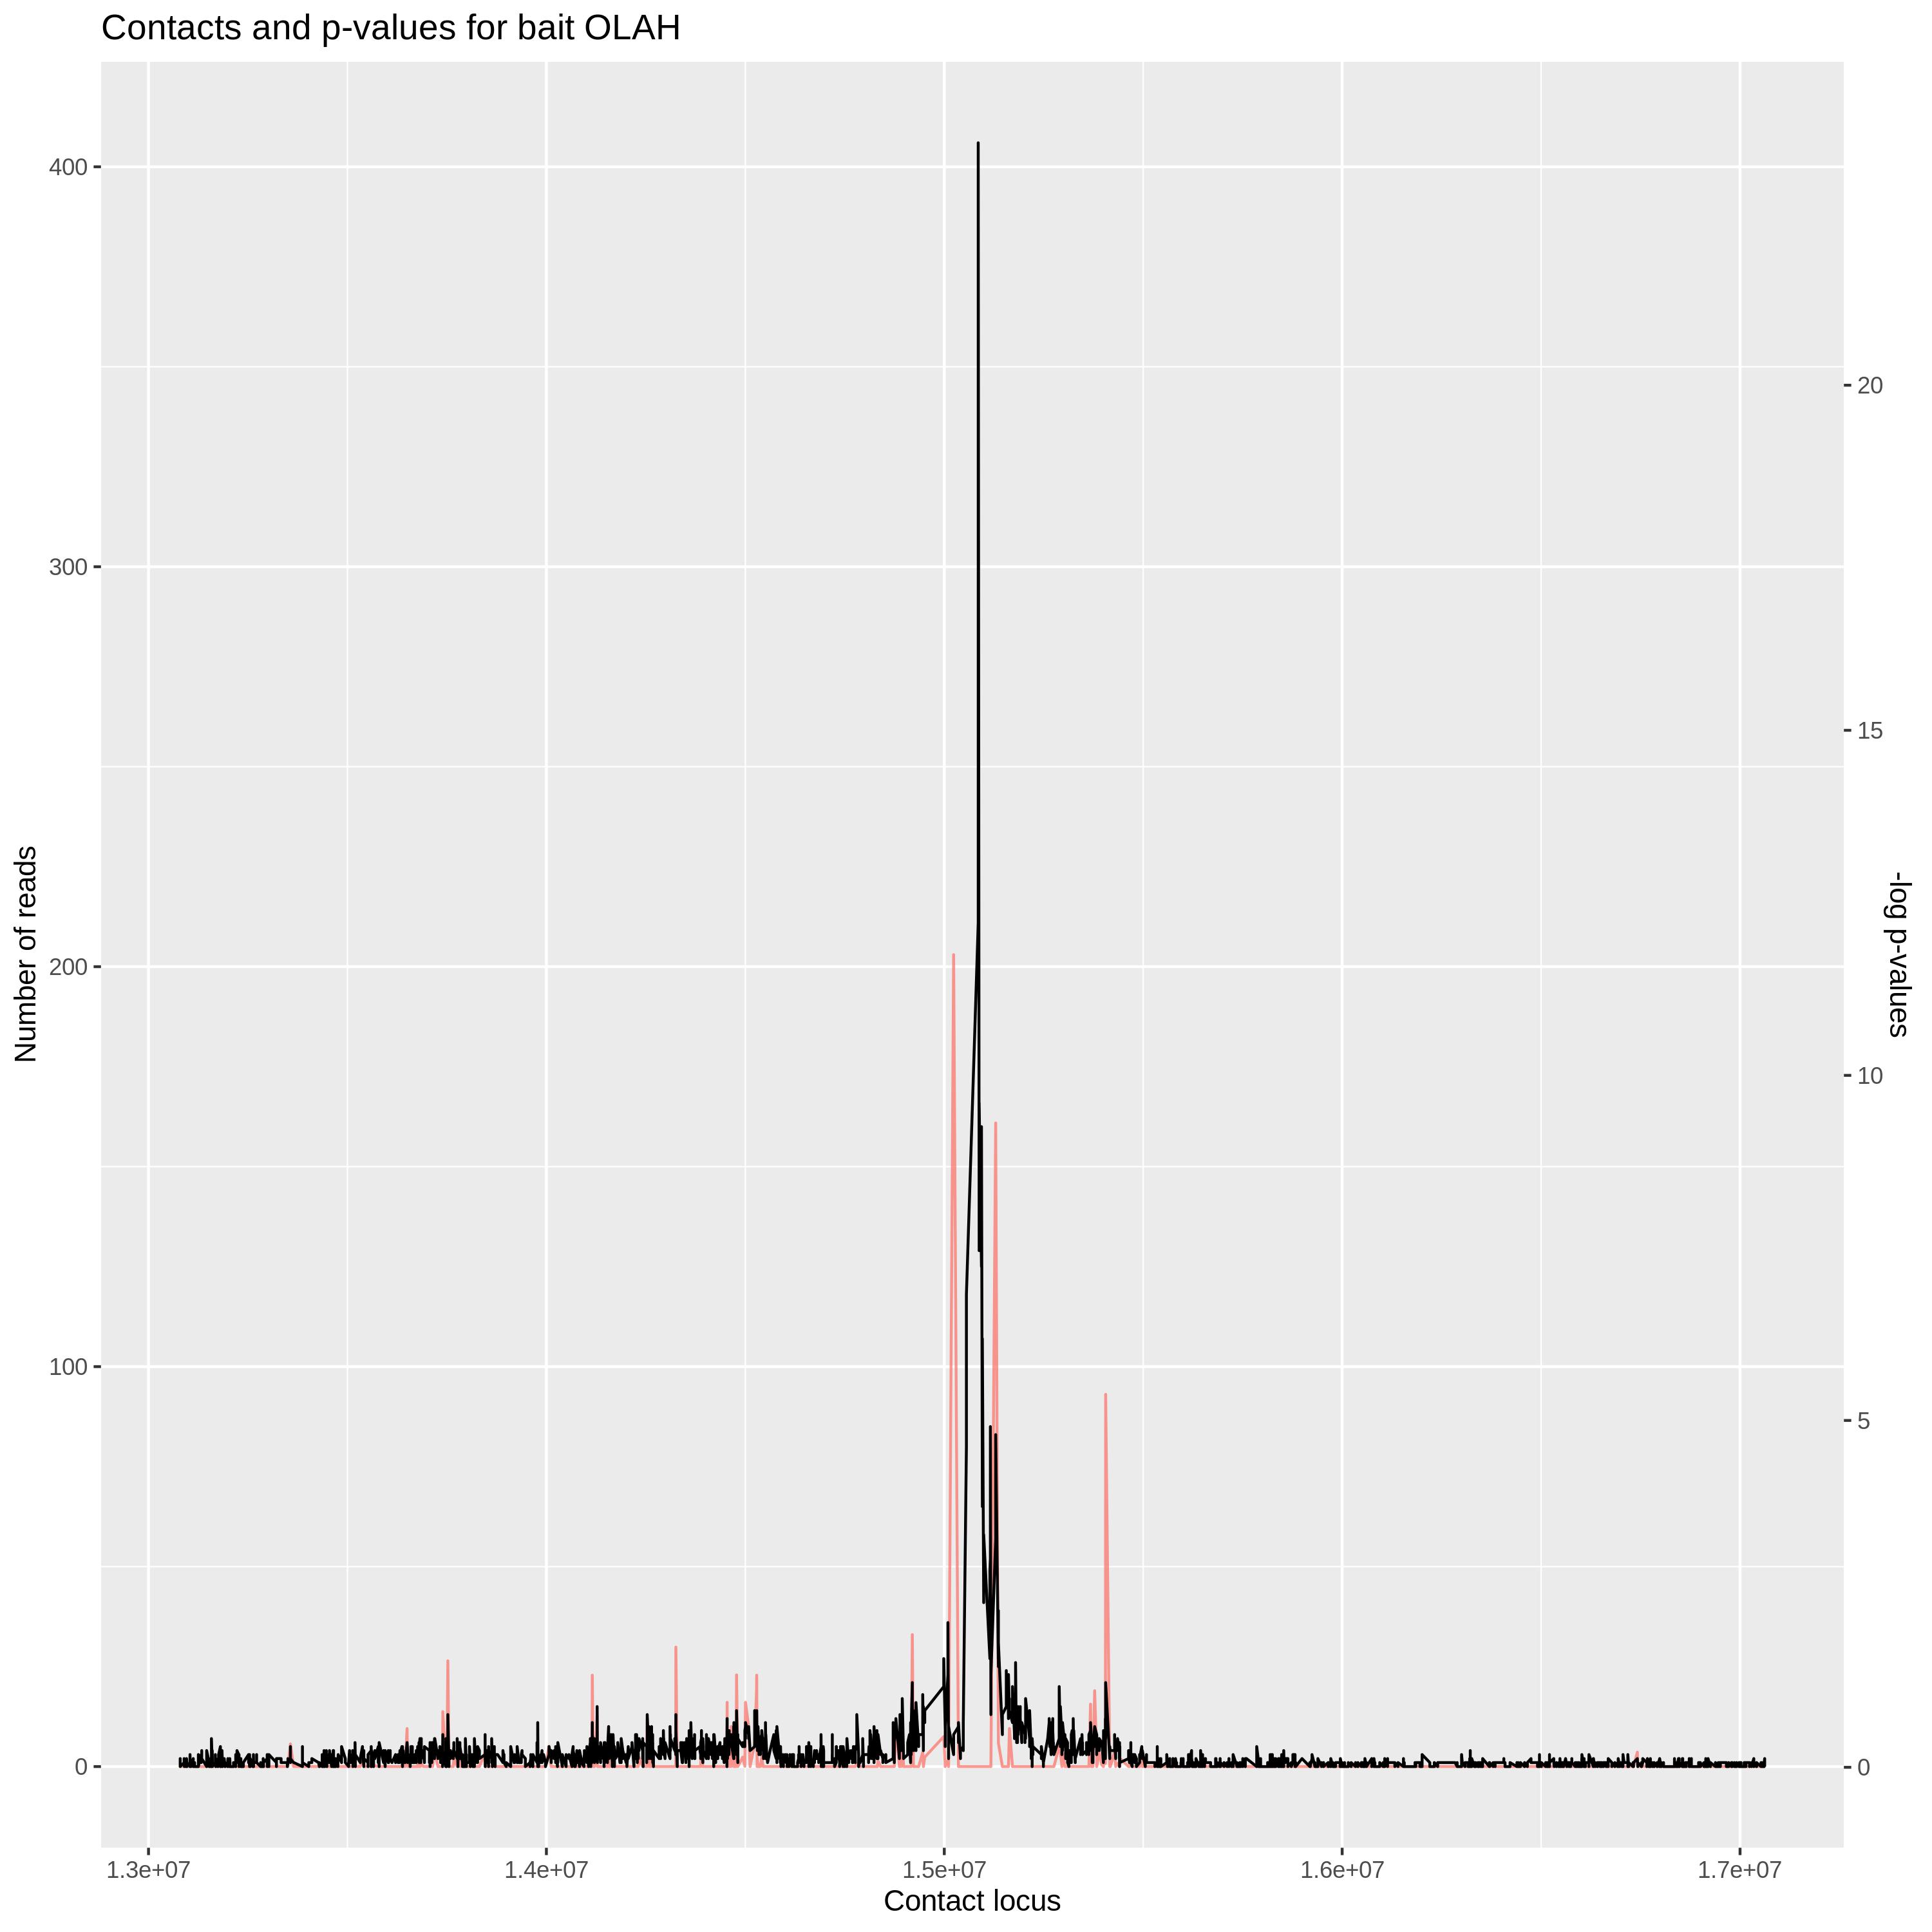 Contacts and p-values for bait OLAH
Number of reads
400
300
200
100
0
-log p-values
20
15
10
5
0
1.3e+07
1.4e+07
1.5e+07
1.6e+07
1.7e+07
Contact locus